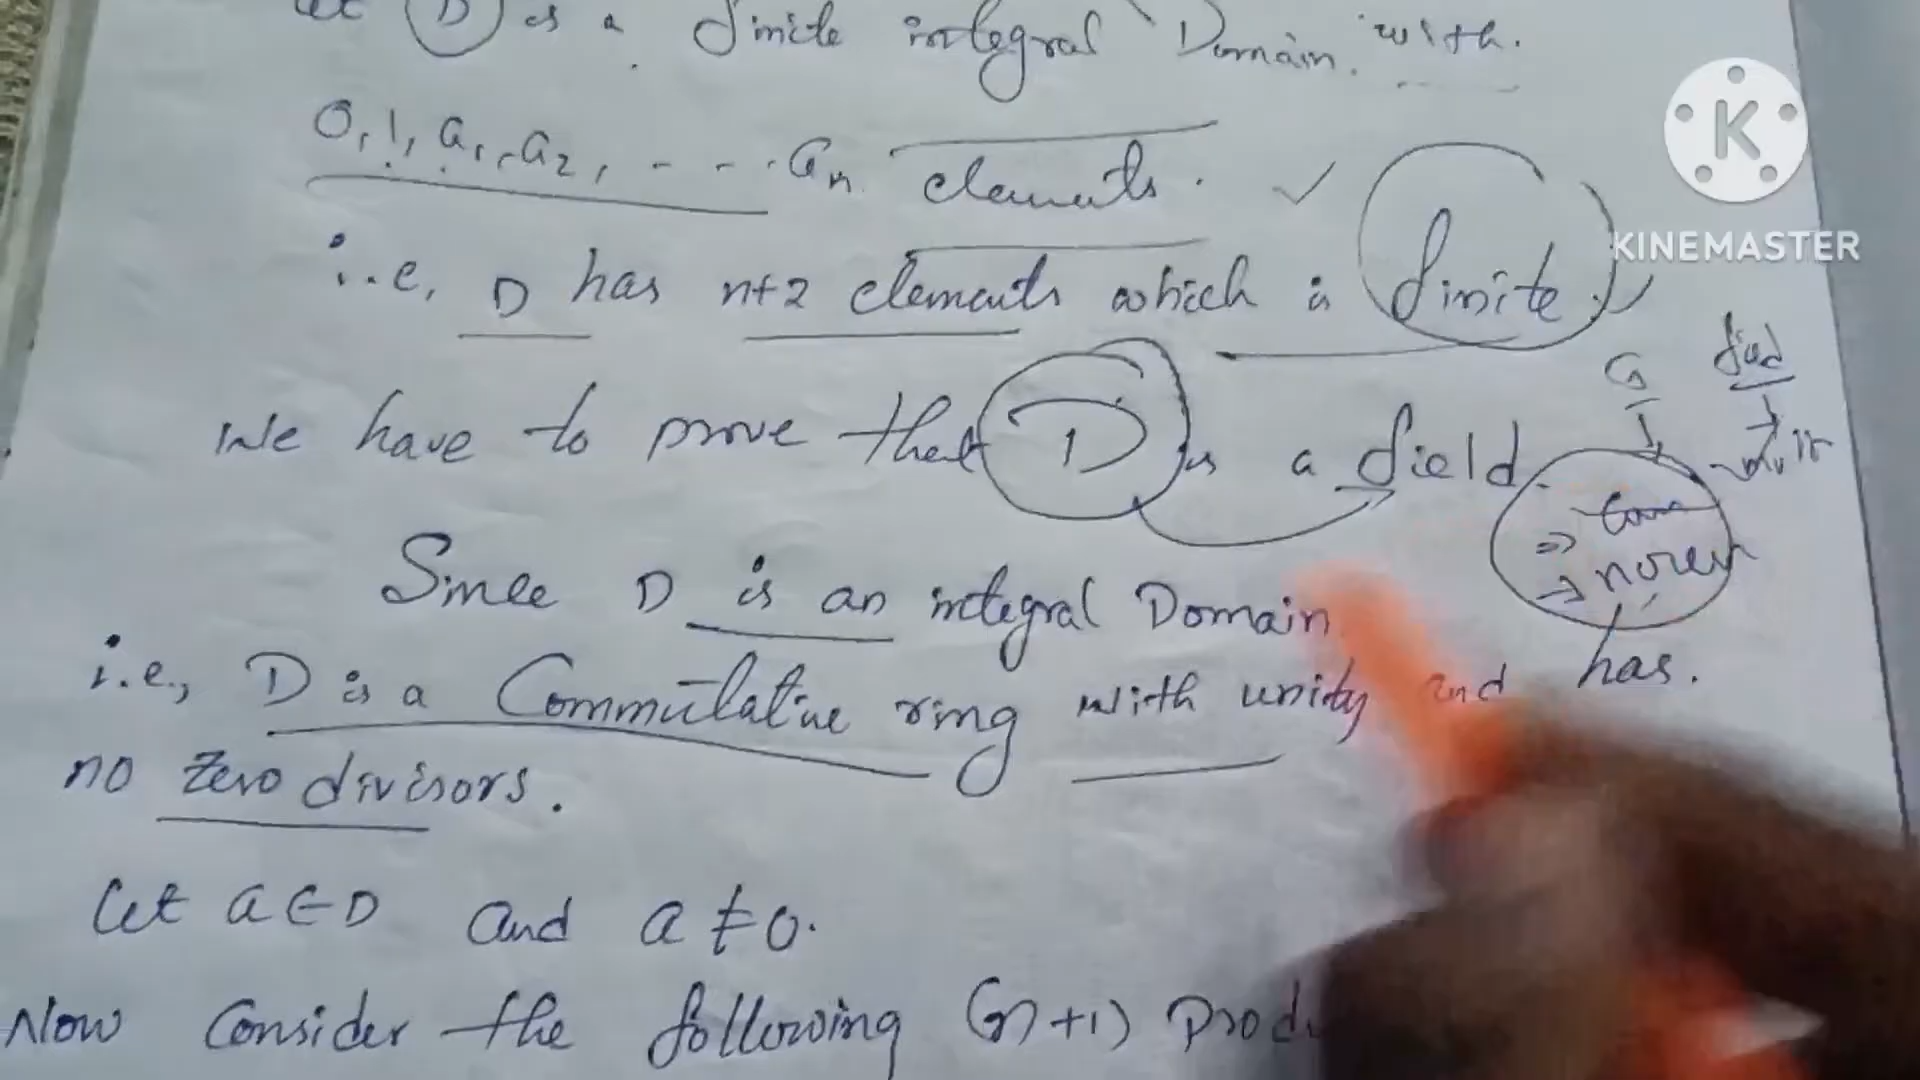 Let D is a finite integral Domain with.
0, 1, a1, a2, - - - . an elements.
i.e, D has n+2 elements which is finite.
We have to prove that D is a field.
Since D is an integral Domain
i.e., D is a Commutative ring with unity and has.
no zero divisors.
Let a ∈ D and a ≠ 0.
Now Consider the following (n+1)
G
KINEMASTER